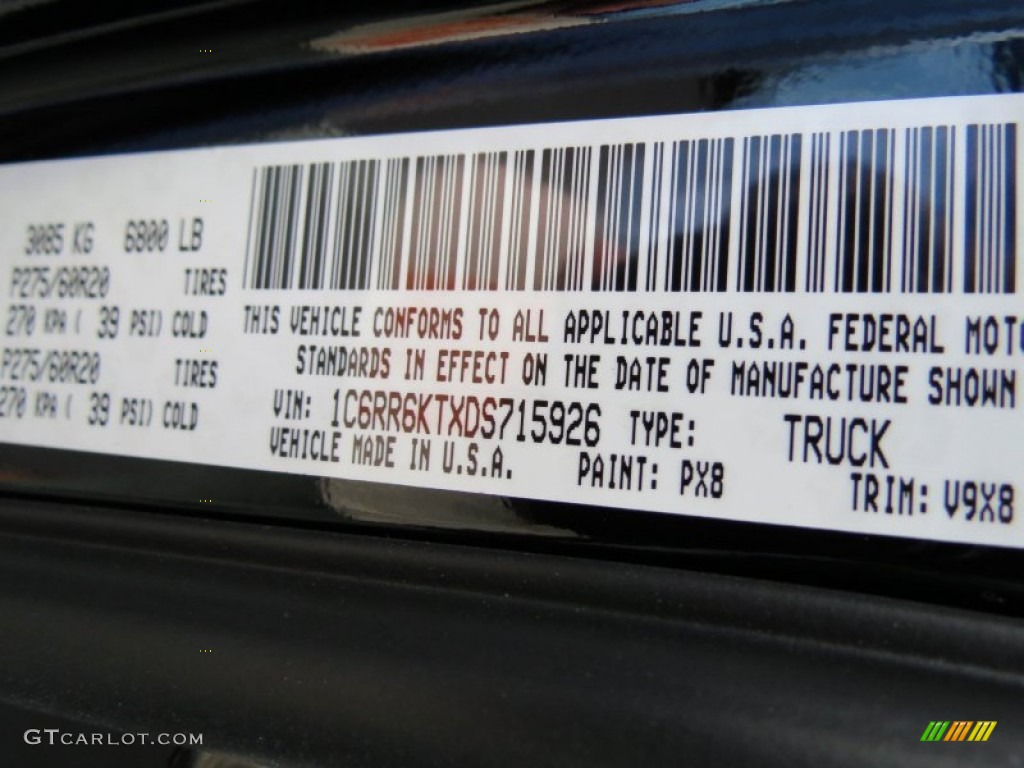 3085 KG 6800 LB
P275/60R20 TIRES
270 KPA ( 39 PSI) COLD
P275/60R20 TIRES
270 KPA ( 39 PSI) COLD
THIS VEHICLE CONFORMS TO ALL APPLICABLE U.S.A. FEDERAL MOTO
STANDARDS IN EFFECT ON THE DATE OF MANUFACTURE SHOWN
VIN: 1C6RR6KTXDS715926 TYPE: TRUCK
VEHICLE MADE IN U.S.A. PAINT: PX8 TRIM: V9X8
GTCARLOT.COM